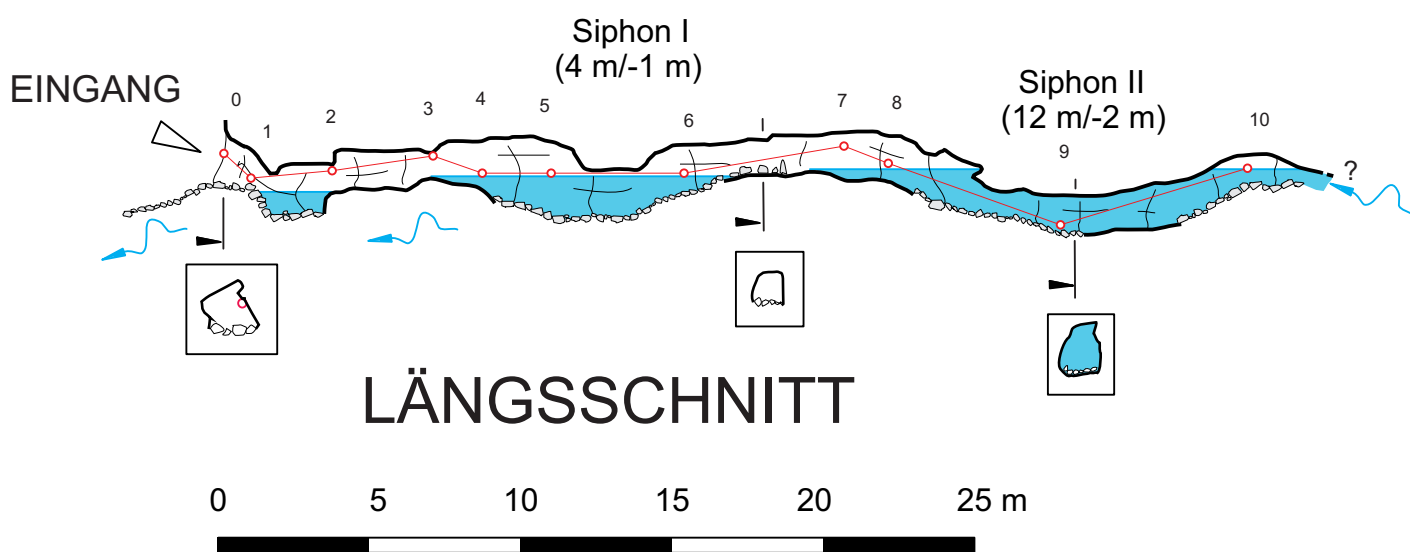 Siphon I
(4 m/-1 m)
Siphon II
(12 m/-2 m)
EINGANG
0 1 2 3 4 5 6 I 7 8 9 I 10
?
LÄNGSSCHNITT
0 5 10 15 20 25 m